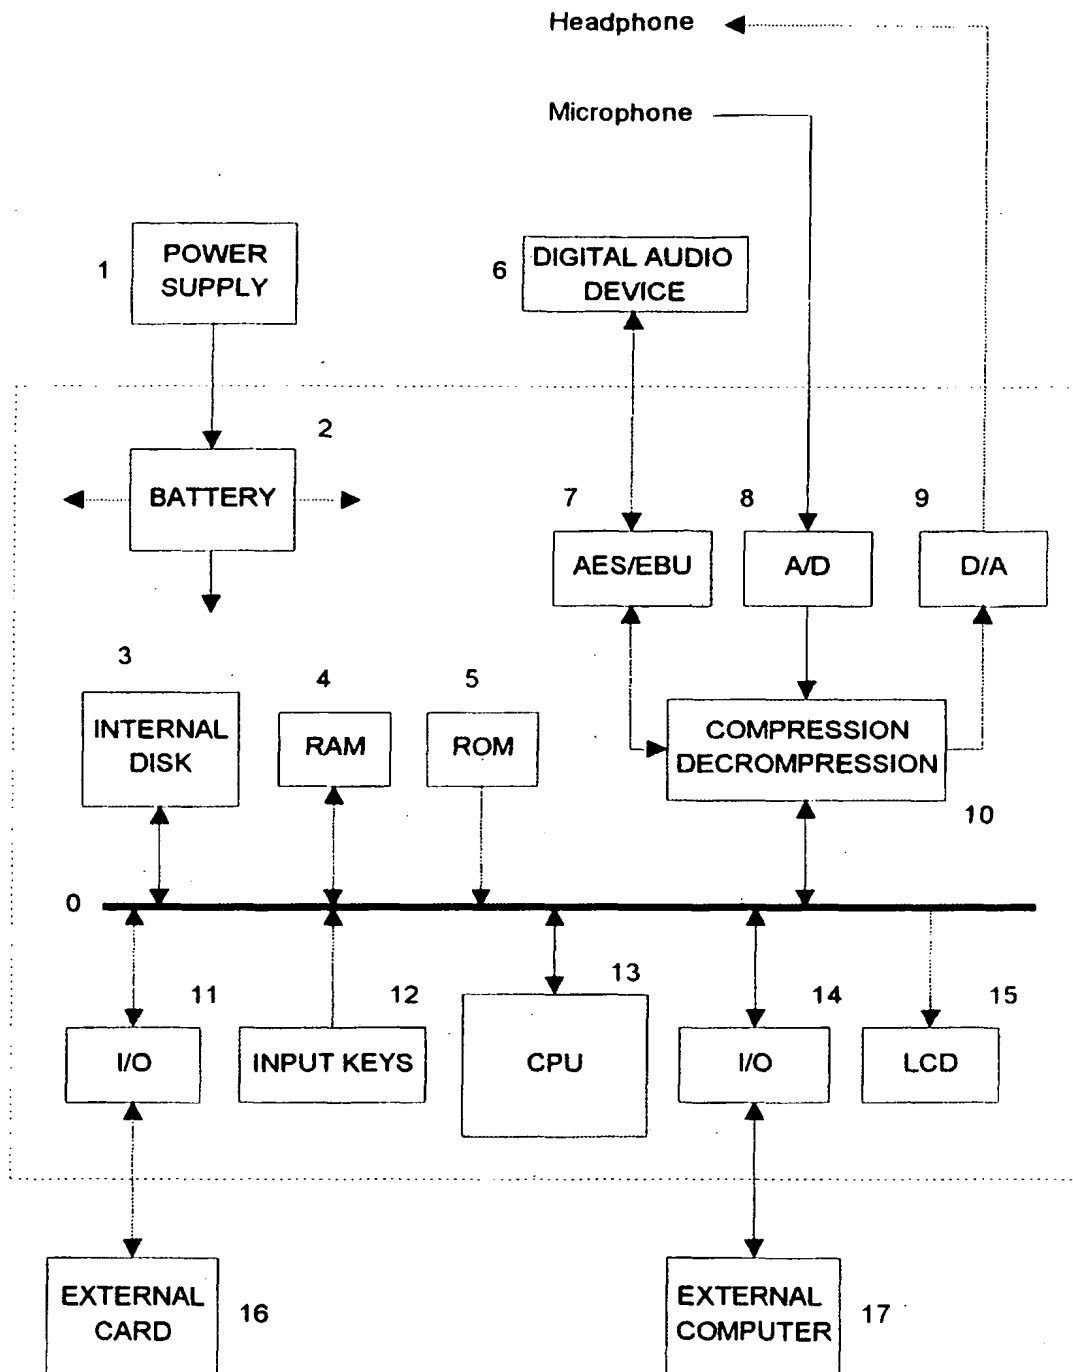 Headphone
Microphone
1
POWER
SUPPLY
6
DIGITAL AUDIO
DEVICE
2
BATTERY
7
8
9
AES/EBU
A/D
D/A
3
INTERNAL
DISK
4
RAM
5
ROM
COMPRESSION
DECROMPRESSION
10
0
11
I/O
12
INPUT KEYS
13
CPU
14
I/O
15
LCD
EXTERNAL
CARD
16
EXTERNAL
COMPUTER
17